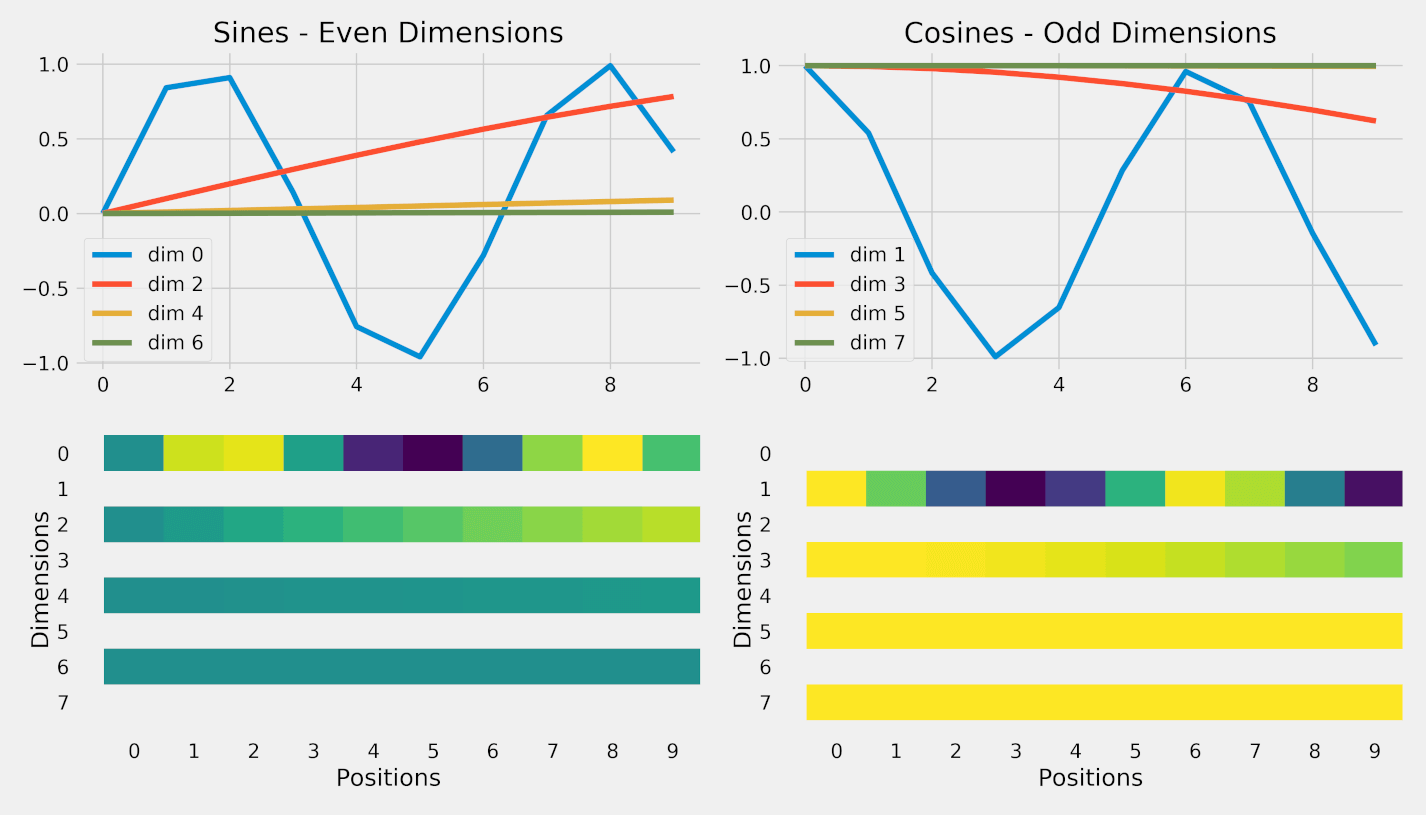 Sines - Even Dimensions
1.0
0.5
0.0
−0.5
−1.0
dim 0
dim 2
dim 4
dim 6
0 2 4 6 8
Cosines - Odd Dimensions
1.0
0.5
0.0
−0.5
−1.0
dim 1
dim 3
dim 5
dim 7
0 2 4 6 8
Dimensions
0
1
2
3
4
5
6
7
0 1 2 3 4 5 6 7 8 9
Positions
Dimensions
0
1
2
3
4
5
6
7
0 1 2 3 4 5 6 7 8 9
Positions